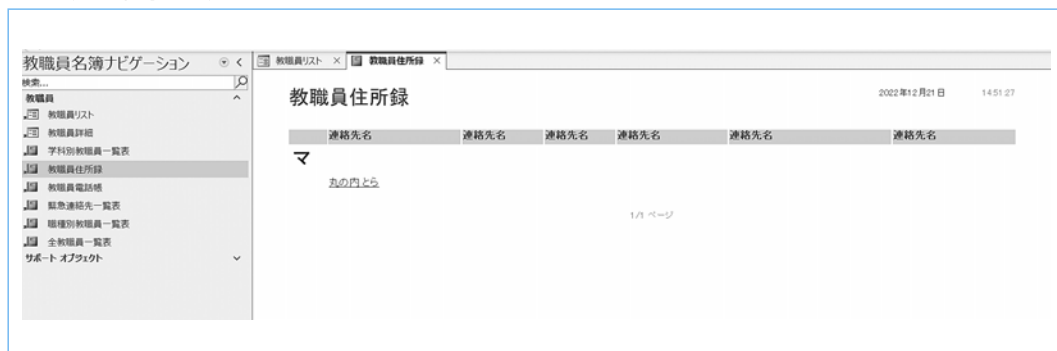 教職員名簿ナビゲーション
検索...
教職員
教職員リスト
教職員詳細
学科別教職員一覧表
教職員住所録
教職員電話帳
緊急連絡先一覧表
職種別教職員一覧表
全教職員一覧表
サポート オブジェクト
教職員リスト 教職員住所録
教職員住所録 2022年12月21日 14:51:27
連絡先名 連絡先名 連絡先名 連絡先名 連絡先名 連絡先名
マ
丸の内 とら
1/1 ページ